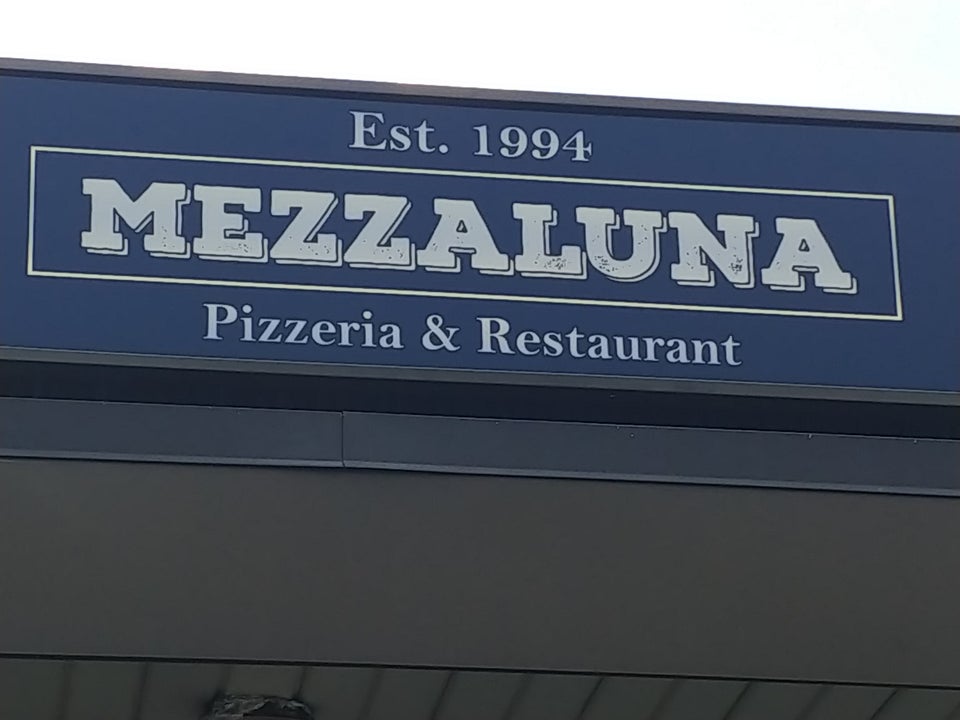 Est. 1994
MEZZALUNA
Pizzeria & Restaurant